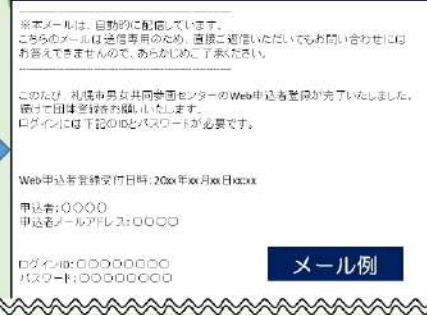 ※本メールは、自動的に配信しています。
こちらのメールは送信専用のため、直接ご返信いただいてもお問い合わせには
お答えできませんので、あらかじめご了承ください。
このたび、札幌市男女共同参画センターのWeb申込者登録が完了いたしました。
続けて団体登録をお願いいたします。
ログインには下記のIDとパスワードが必要です。
Web申込者登録受付日時:20xx年xx月xx日xx:xx
申込者:〇〇〇〇
申込者メールアドレス:〇〇〇〇
ログインID:〇〇〇〇〇〇〇〇
パスワード:〇〇〇〇〇〇〇〇
メール例